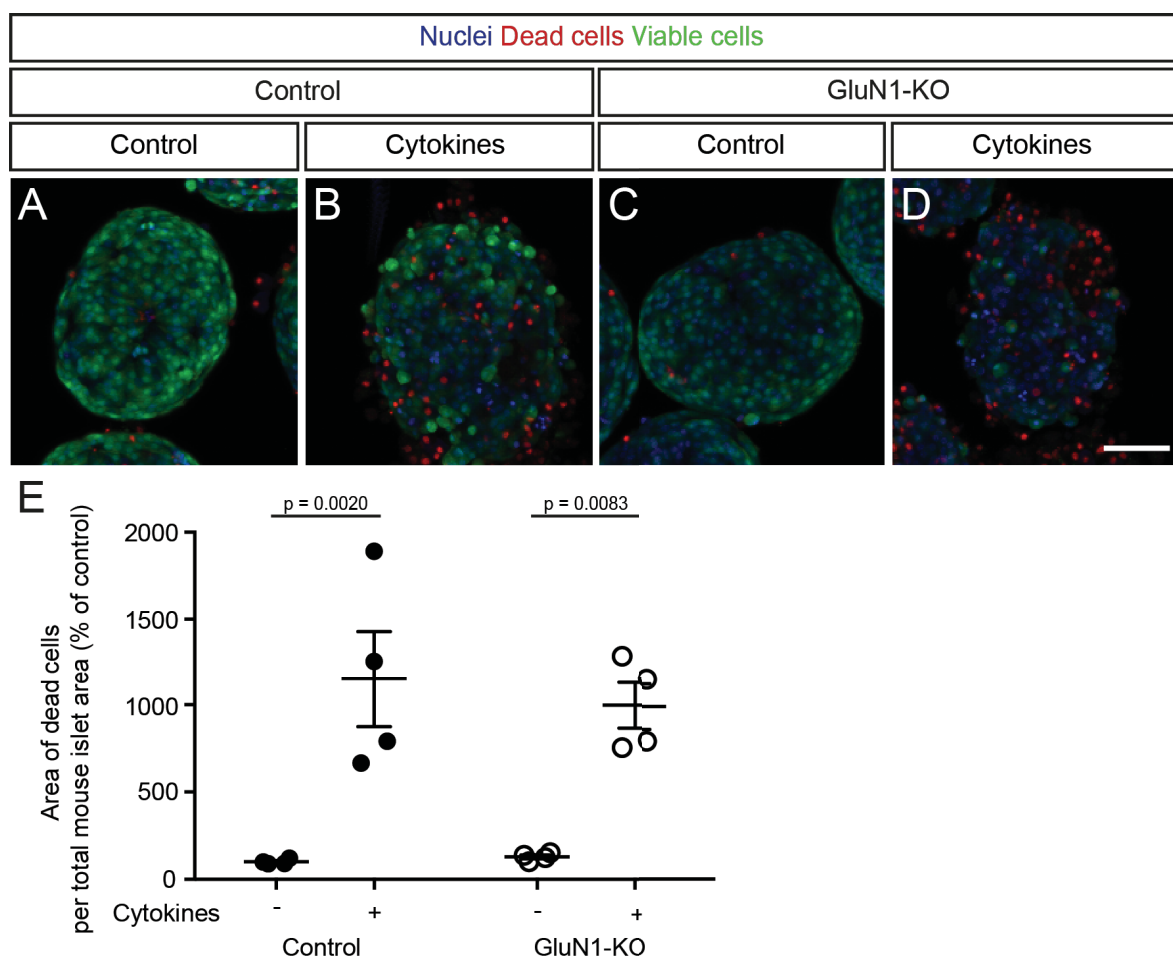 Nuclei Dead cells Viable cells
Control GluN1-KO
Control Cytokines Control Cytokines
A B C D
E
p = 0.0020 p = 0.0083
Area of dead cells
per total mouse islet area (% of control)
2000
1500
1000
500
0
Cytokines - + - +
Control GluN1-KO